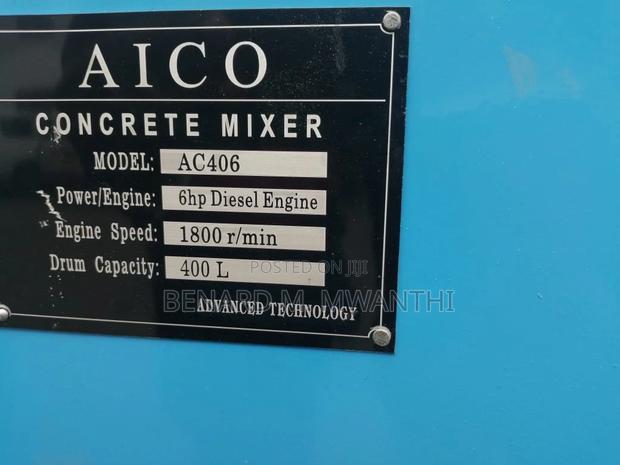 AICO
CONCRETE MIXER
MODEL: AC406
Power/Engine: 6hp Diesel Engine
Engine Speed: 1800 r/min
Drum Capacity: 400 L
POSTED ON JIJI
BENARD M. MWANTHI
ADVANCED TECHNOLOGY